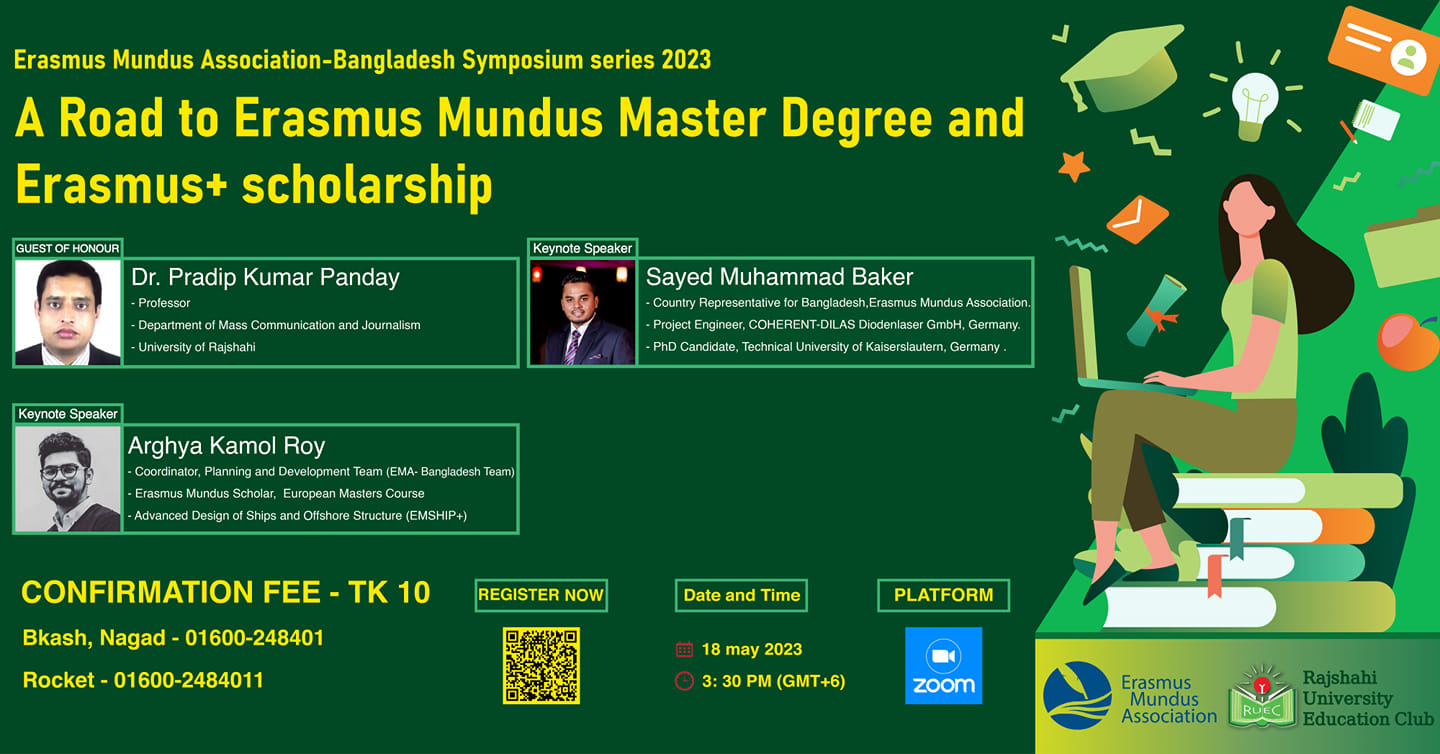 Erasmus Mundus Association-Bangladesh Symposium series 2023
A Road to Erasmus Mundus Master Degree and
Erasmus+ scholarship
GUEST OF HONOUR
Dr. Pradip Kumar Panday
- Professor
- Department of Mass Communication and Journalism
- University of Rajshahi
Keynote Speaker
Sayed Muhammad Baker
- Country Representative for Bangladesh,Erasmus Mundus Association.
- Project Engineer, COHERENT-DILAS Diodenlaser GmbH, Germany.
- PhD Candidate, Technical University of Kaiserslautern, Germany .
Keynote Speaker
Arghya Kamol Roy
- Coordinator, Planning and Development Team (EMA- Bangladesh Team)
- Erasmus Mundus Scholar,  European Masters Course
- Advanced Design of Ships and Offshore Structure (EMSHIP+)
CONFIRMATION FEE - TK 10
Bkash, Nagad - 01600-248401
Rocket - 01600-2484011
REGISTER NOW
Date and Time
18 may 2023
3: 30 PM (GMT+6)
PLATFORM
zoom
Erasmus
Mundus
Association
RUEC
Rajshahi
University
Education Club